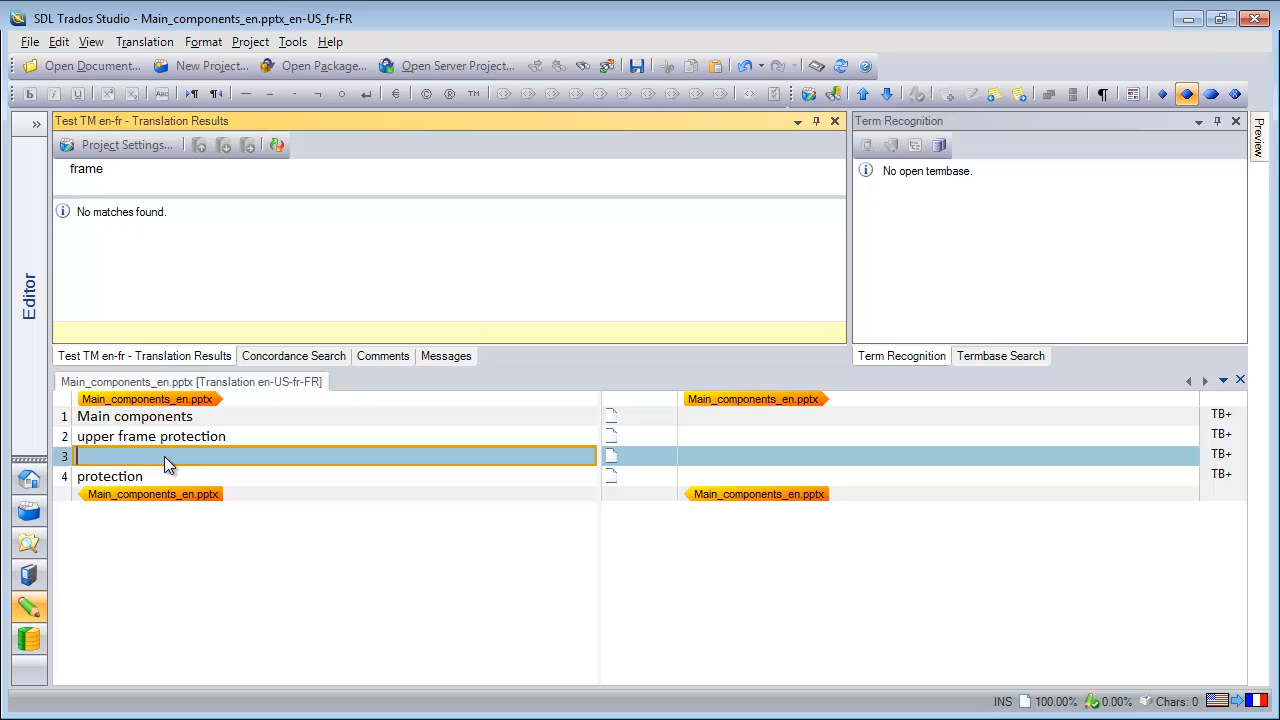 SDL Trados Studio - Main_components_en.pptx_en-US_fr-FR
File Edit View Translation Format Project Tools Help
Open Document... New Project... Open Package... Open Server Project...
Test TM en-fr - Translation Results
Term Recognition
Preview
Project Settings...
frame
No open termbase.
No matches found.
Editor
Test TM en-fr - Translation Results Concordance Search Comments Messages
Term Recognition Termbase Search
Main_components_en.pptx [Translation en-US-fr-FR]
Main_components_en.pptx Main_components_en.pptx
1 Main components TB+
2 upper frame protection TB+
3 TB+
4 protection TB+
Main_components_en.pptx Main_components_en.pptx
INS 100.00% 0.00% Chars: 0